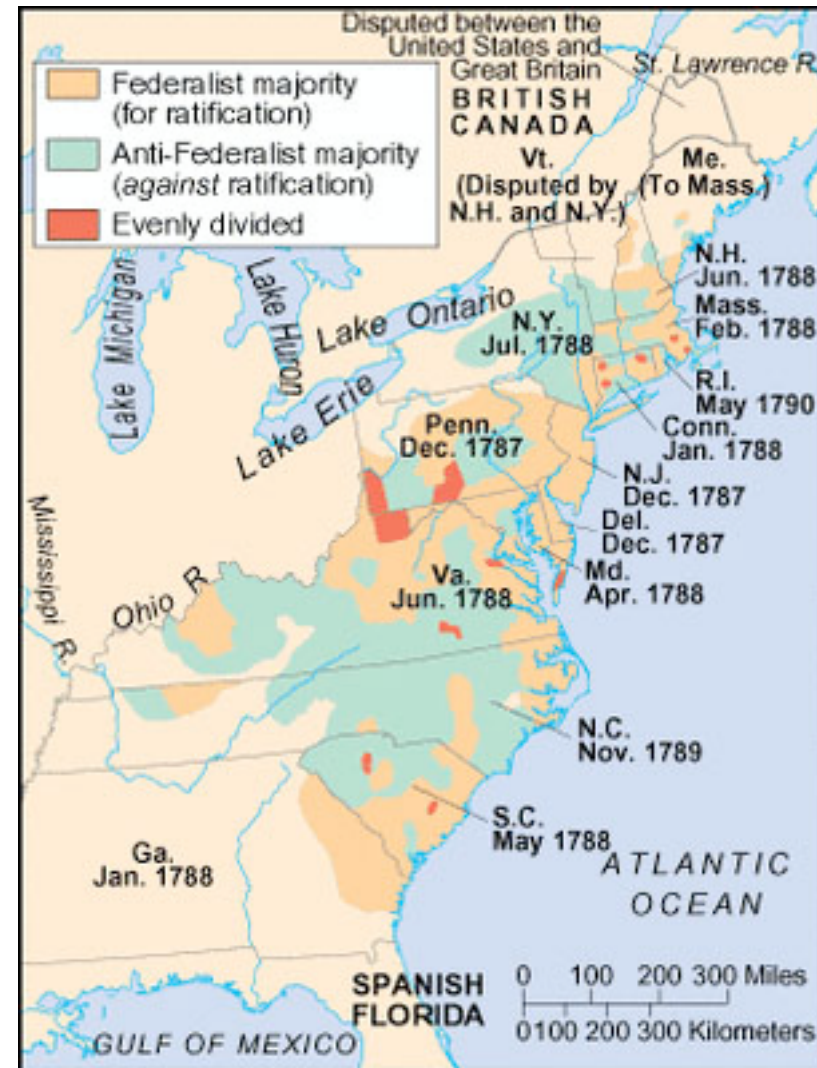 Disputed between the
United States and
Great Britain
St. Lawrence R.
Federalist majority
(for ratification)
Anti-Federalist majority
(against ratification)
Evenly divided
BRITISH
CANADA
Vt.
(Disputed by
N.H. and N.Y.)
Me.
(To Mass.)
Lake Michigan
Lake Huron
Lake Ontario
Lake Erie
N.H.
Jun. 1788
Mass.
Feb. 1788
N.Y.
Jul. 1788
R.I.
May 1790
Conn.
Jan. 1788
Penn.
Dec. 1787
N.J.
Dec. 1787
Del.
Dec. 1787
Md.
Apr. 1788
Mississippi R.
Ohio R.
Va.
Jun. 1788
N.C.
Nov. 1789
S.C.
May 1788
Ga.
Jan. 1788
ATLANTIC
OCEAN
SPANISH
FLORIDA
GULF OF MEXICO
0 100 200 300 Miles
0 100 200 300 Kilometers